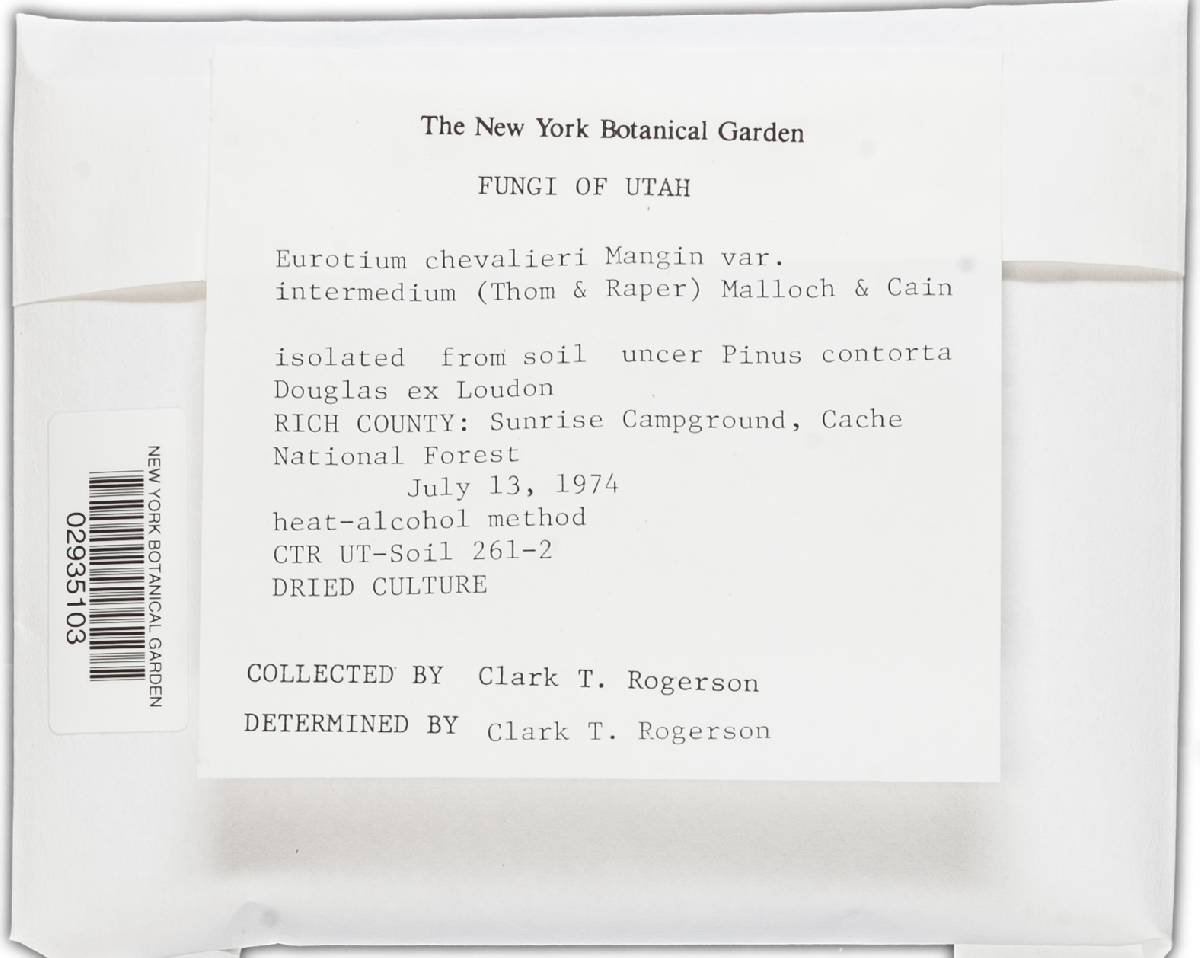 The New York Botanical Garden
FUNGI OF UTAH
Eurotium chevalieri Mangin var.
intermedium (Thom & Raper) Malloch & Cain
isolated from soil uncer Pinus contorta
Douglas ex Loudon
RICH COUNTY: Sunrise Campground, Cache
National Forest
July 13, 1974
heat-alcohol method
CTR UT-Soil 261-2
DRIED CULTURE
COLLECTED BY Clark T. Rogerson
DETERMINED BY Clark T. Rogerson
NEW YORK BOTANICAL GARDEN
02935103